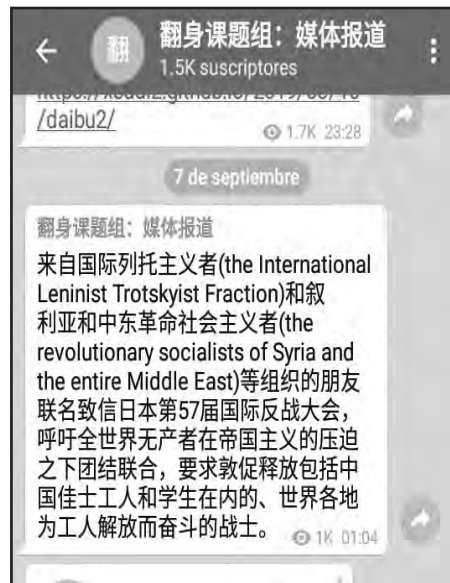 翻
翻身课题组：媒体报道
1.5K suscriptores
/daibu2/
1.7K 23:28
7 de septiembre
翻身课题组：媒体报道
来自国际列托主义者(the International
Leninist Trotskyist Fraction)和叙
利亚和中东革命社会主义者(the
revolutionary socialists of Syria and
the entire Middle East)等组织的朋友
联名致信日本第57届国际反战大会，
呼吁全世界无产者在帝国主义的压迫
之下团结联合，要求敦促释放包括中
国佳士工人和学生在内的、世界各地
为工人解放而奋斗的战士。
1K 01:04